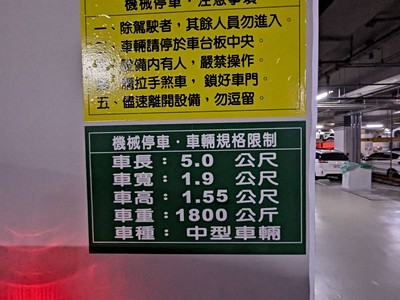 機械停車．注意事項
一、除駕駛者，其餘人員勿進入。
二、車輛請停於車台板中央。
設備內有人，嚴禁操作。
拉手煞車，鎖好車門。
五、儘速離開設備，勿逗留。
機械停車．車輛規格限制
車長：5.0 公尺
車寬：1.9 公尺
車高：1.55 公尺
車重：1800 公斤
車種：中型車輛